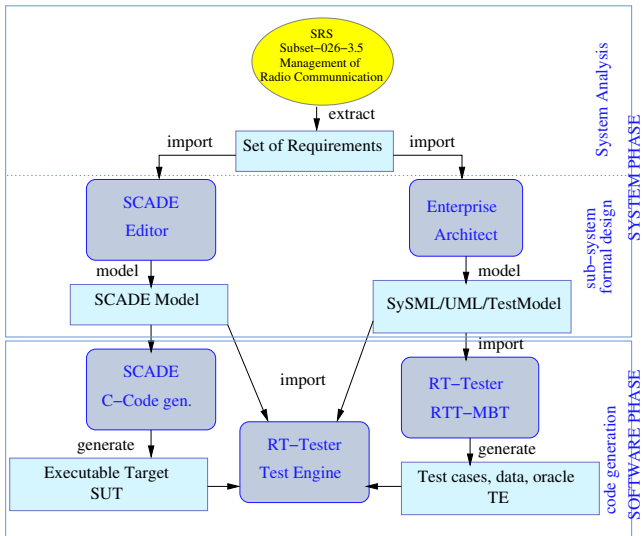 SRS
Subset−026−3.5
Management of
Radio Communnication
extract
import
import
Set of Requirements
System Analysis
SYSTEM PHASE
SCADE
Editor
Enterprise
Architect
sub−system
formal design
model
model
SCADE Model
SySML/UML/TestModel
import
import
SCADE
C−Code gen.
RT−Tester
RTT−MBT
RT−Tester
Test Engine
generate
generate
Executable Target
SUT
Test cases, data, oracle
TE
code generation
SOFTWARE PHASE